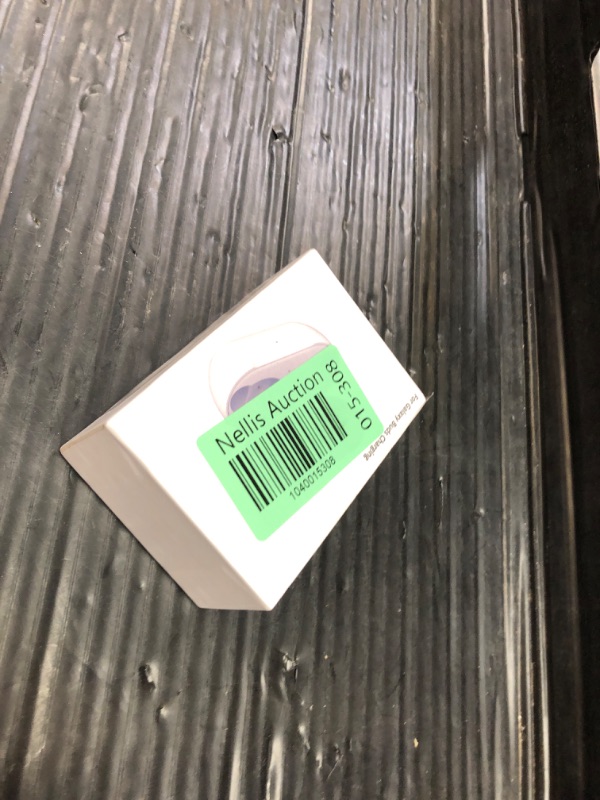 Nellis Auction
015-308
1040015308
For Galaxy Buds Charging